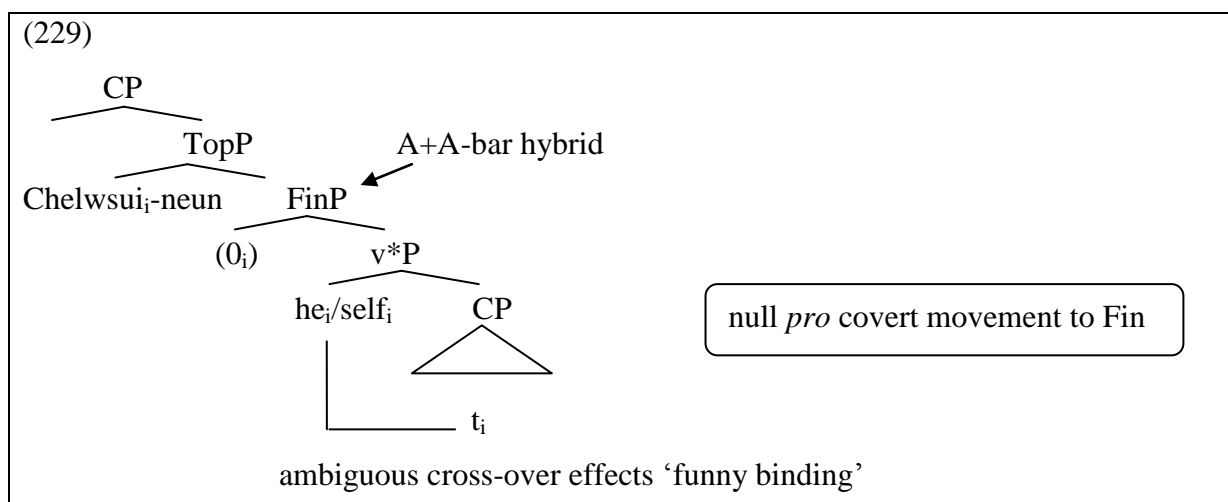 (229)
CP
TopP A+A-bar hybrid
Chelwsuiᵢ-neun FinP
(0ᵢ) v*P
heᵢ/selfᵢ CP
null pro covert movement to Fin
tᵢ
ambiguous cross-over effects ‘funny binding’